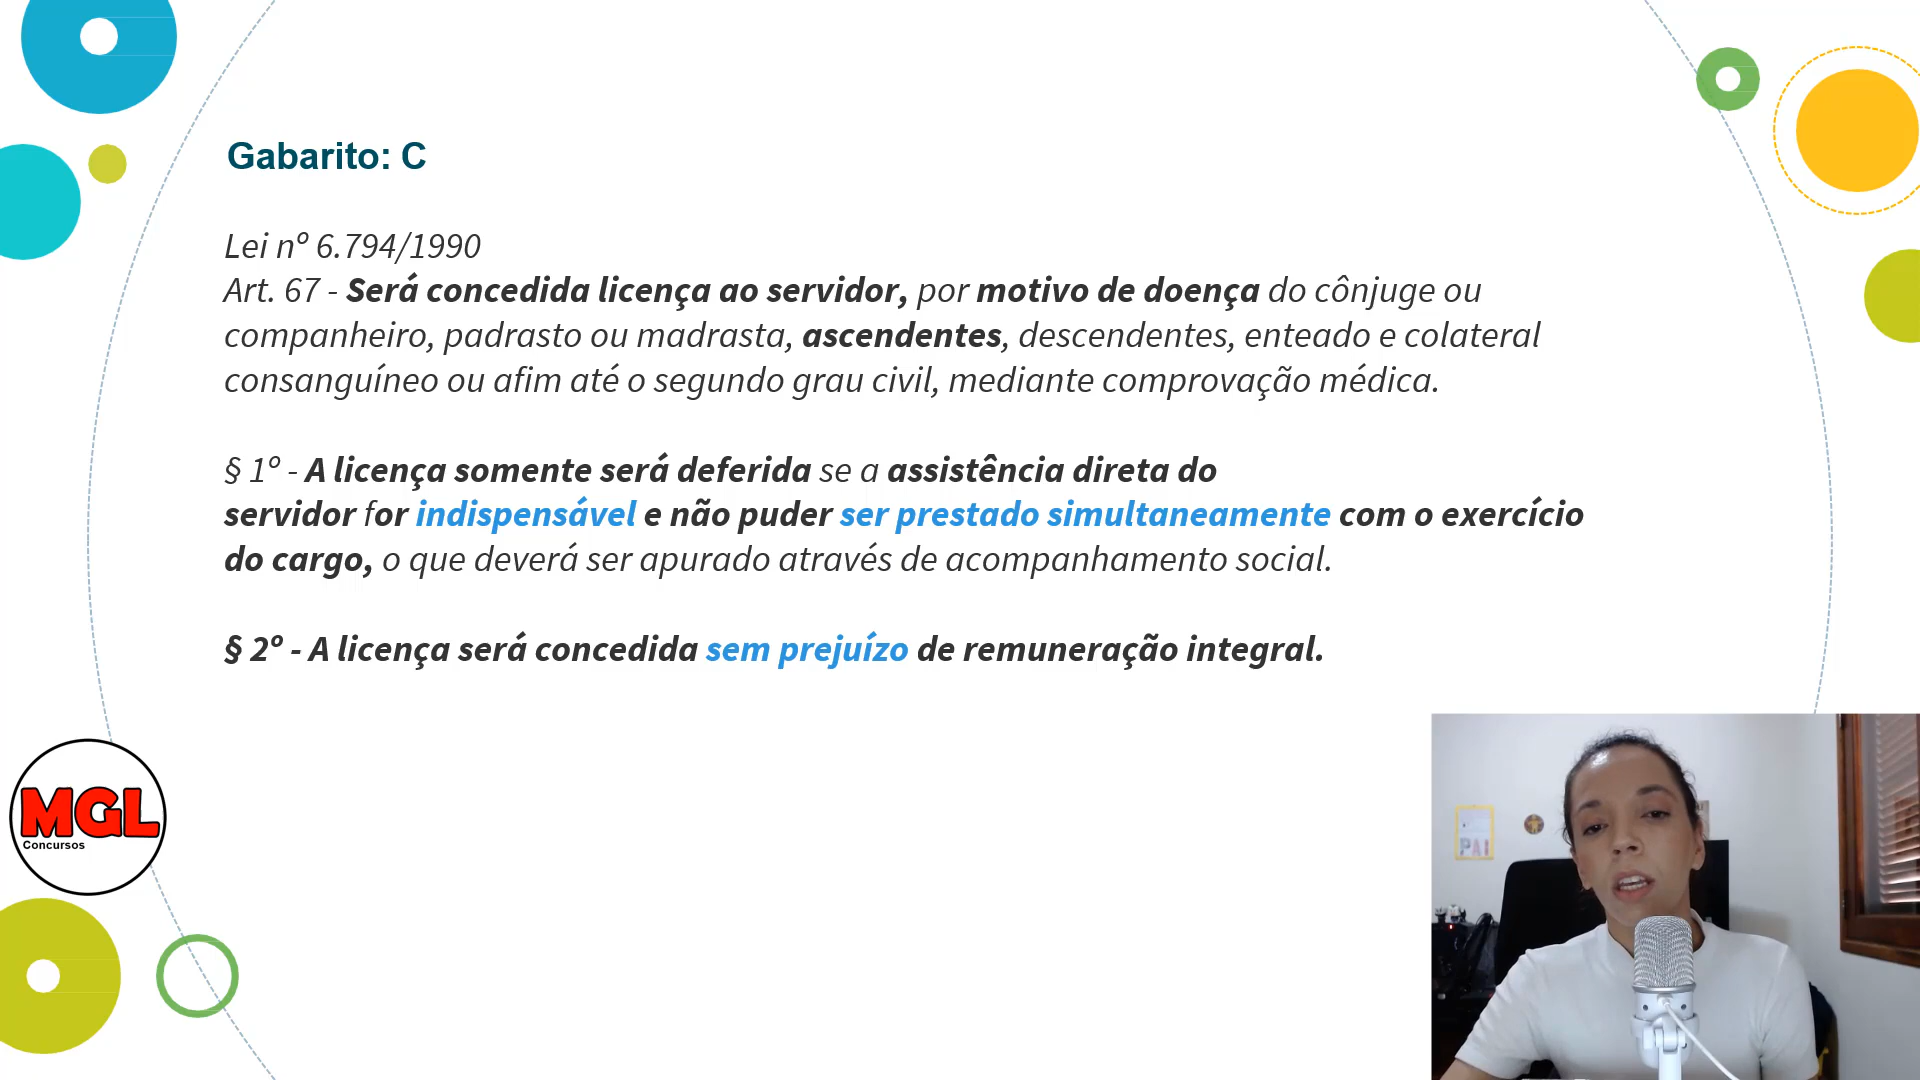 Gabarito: C
Lei nº 6.794/1990
Art. 67 - Será concedida licença ao servidor, por motivo de doença do cônjuge ou
companheiro, padrasto ou madrasta, ascendentes, descendentes, enteado e colateral
consanguíneo ou afim até o segundo grau civil, mediante comprovação médica.
§ 1º - A licença somente será deferida se a assistência direta do
servidor for indispensável e não puder ser prestado simultaneamente com o exercício
do cargo, o que deverá ser apurado através de acompanhamento social.
§ 2º - A licença será concedida sem prejuízo de remuneração integral.
MGL
Concursos
PAI